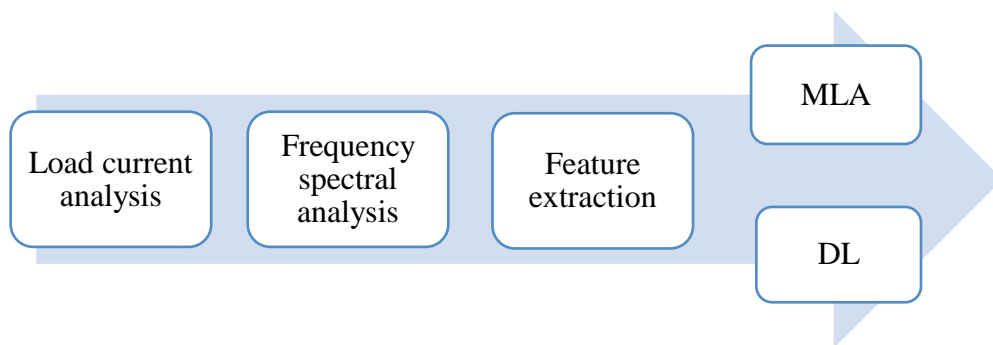 Load current
analysis
Frequency
spectral
analysis
Feature
extraction
MLA
DL